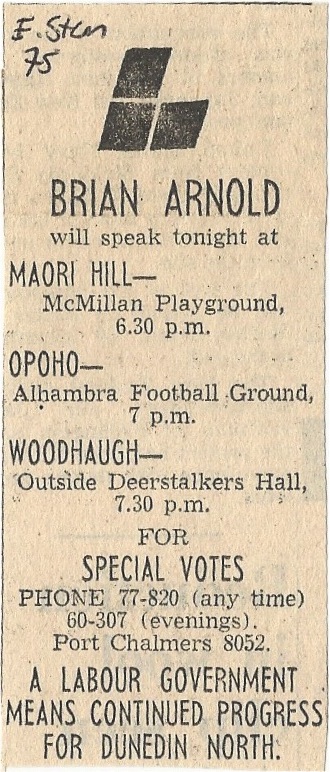 E. Star
75
BRIAN ARNOLD
will speak tonight at
MAORI HILL—
McMillan Playground,
6.30 p.m.
OPOHO—
Alhambra Football Ground,
7 p.m.
WOODHAUGH—
Outside Deerstalkers Hall,
7.30 p.m.
FOR
SPECIAL VOTES
PHONE 77-820 (any time)
60-307 (evenings).
Port Chalmers 8052.
A LABOUR GOVERNMENT
MEANS CONTINUED PROGRESS
FOR DUNEDIN NORTH.